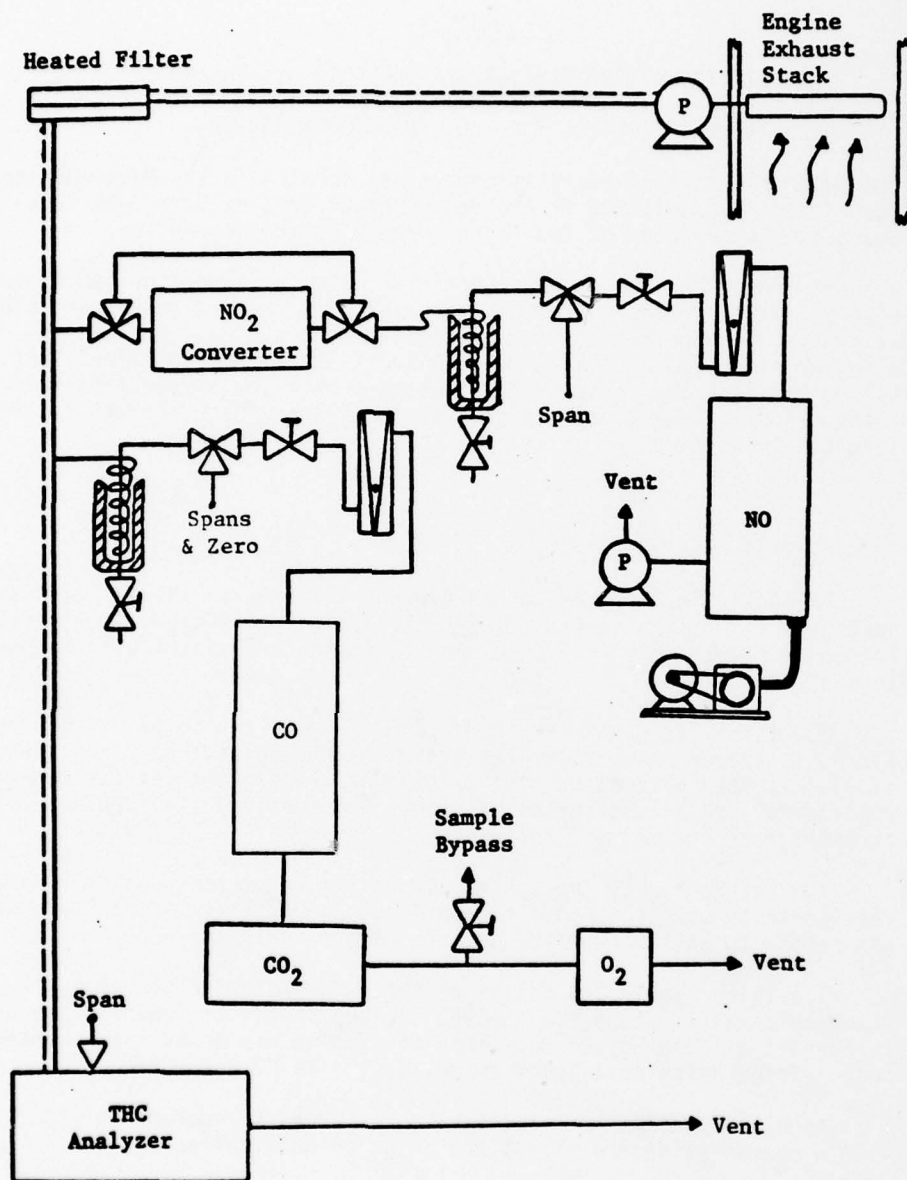 Engine
Exhaust
Stack
Heated Filter
P
NO2
Converter
Span
Spans
& Zero
Vent
NO
P
CO
Sample
Bypass
CO2
O2
Vent
Span
THC
Analyzer
Vent